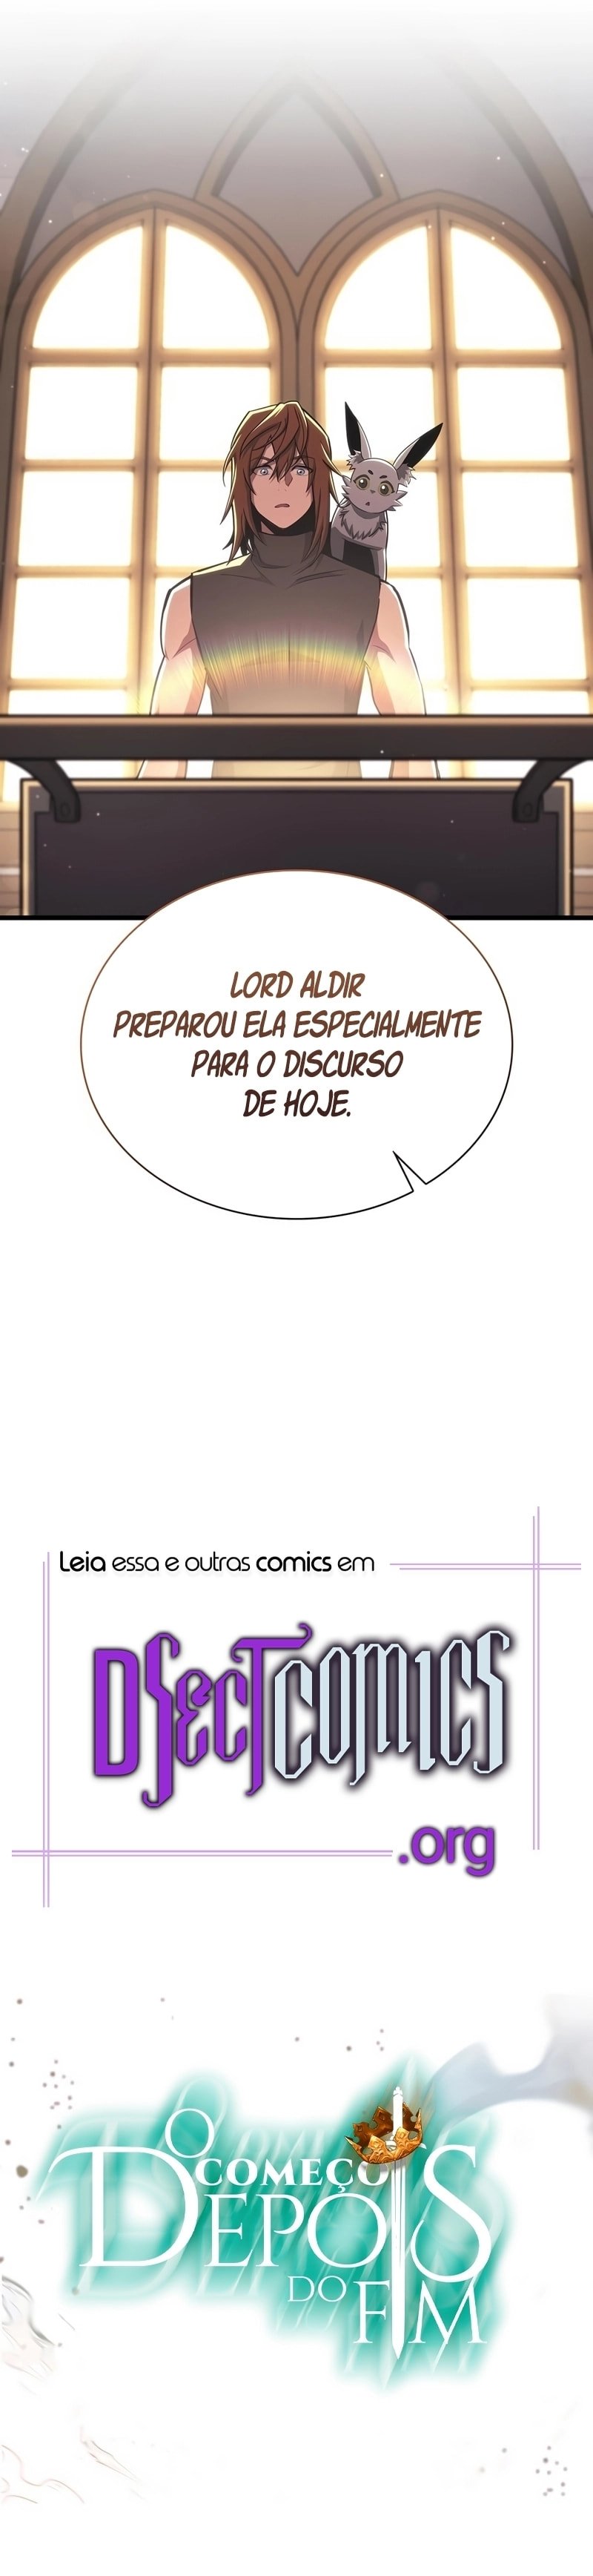 LORD ALDIR
PREPAROU ELA ESPECIALMENTE
PARA O DISCURSO
DE HOJE.
Leia essa e outras comics em
DSECTCOMICS
.org
O COMEÇO
DEPOIS
DO FIM